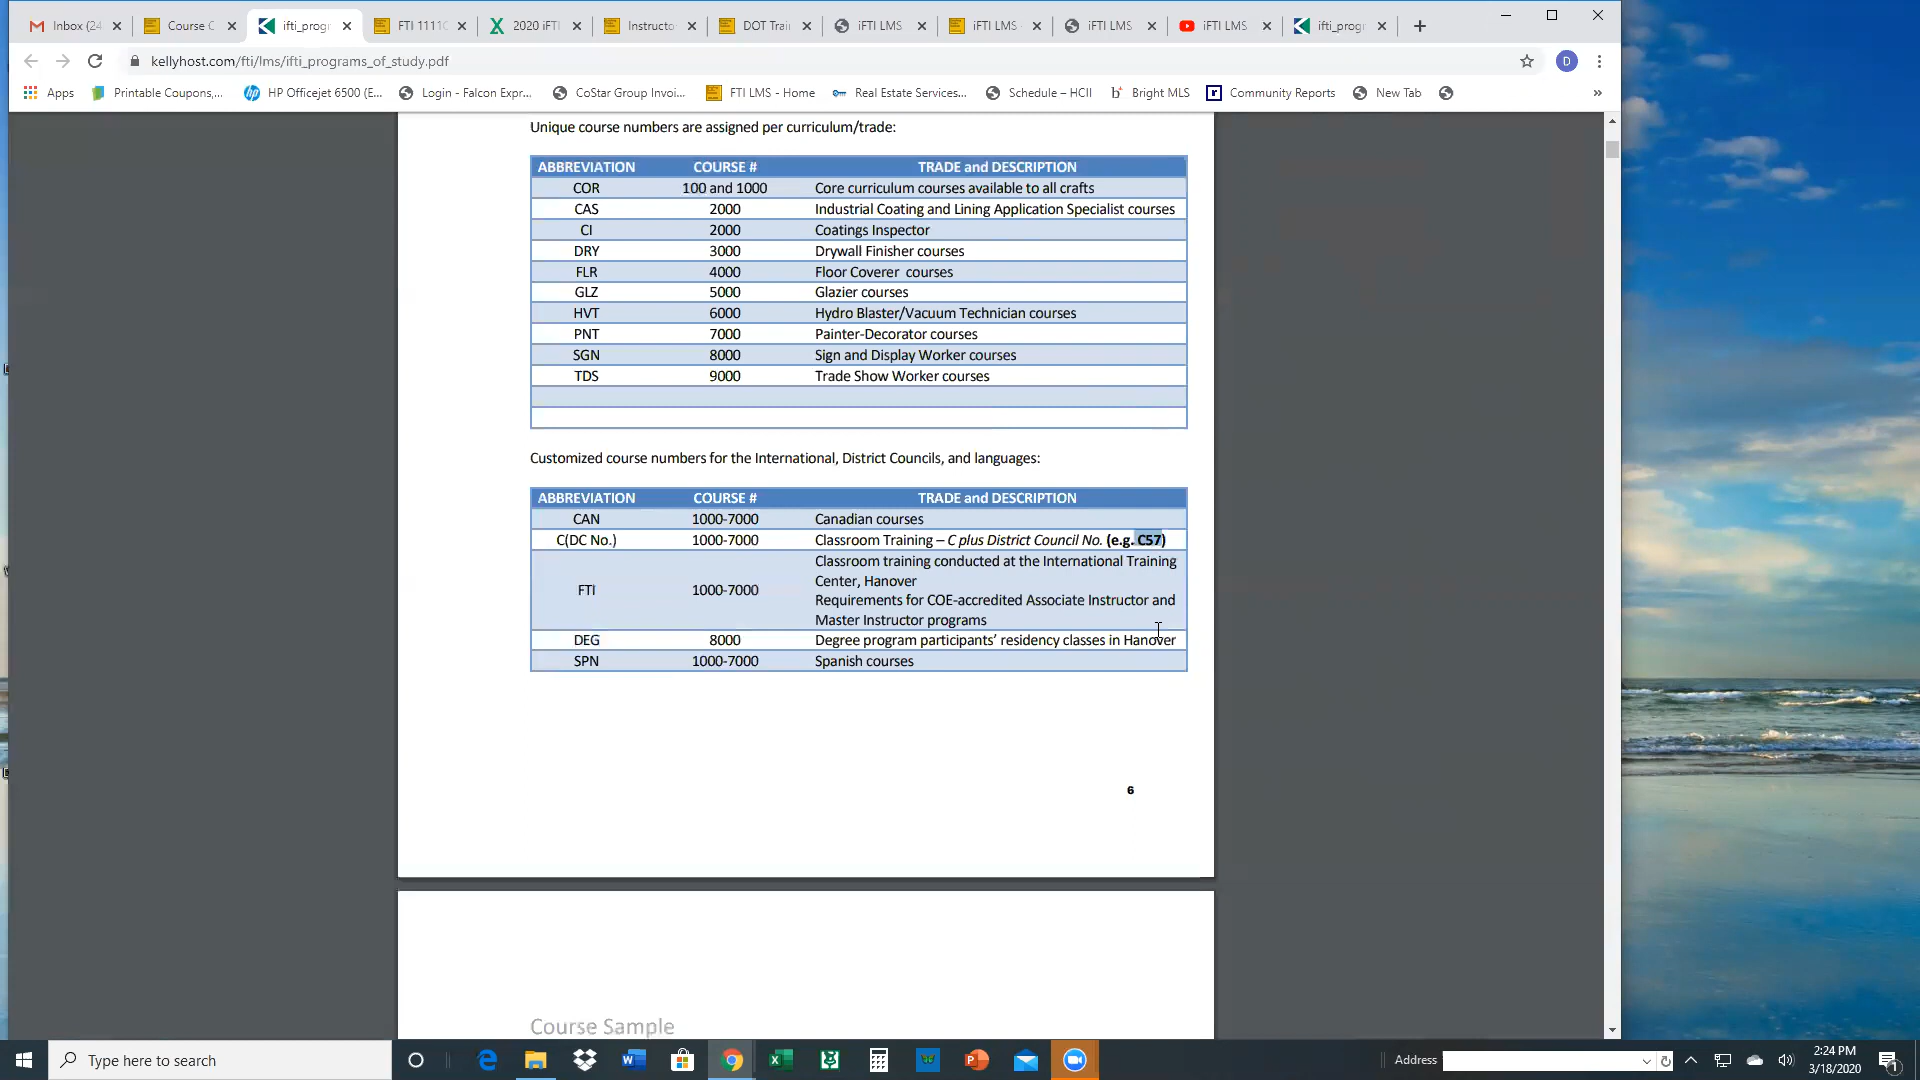 Inbox (24
Course C
ifti_progr
FTI 1111C
2020 iFTI
Instructo
DOT Trai
iFTI LMS
iFTI LMS
iFTI LMS
iFTI LMS
ifti_progr
kellyhost.com/fti/lms/ifti_programs_of_study.pdf
D
Apps
Printable Coupons,...
HP Officejet 6500 (E...
Login - Falcon Expr...
CoStar Group Invoi...
FTI LMS - Home
Real Estate Services...
Schedule – HCII
Bright MLS
Community Reports
New Tab
Unique course numbers are assigned per curriculum/trade:
ABBREVIATION COURSE # TRADE and DESCRIPTION
COR 100 and 1000 Core curriculum courses available to all crafts
CAS 2000 Industrial Coating and Lining Application Specialist courses
CI 2000 Coatings Inspector
DRY 3000 Drywall Finisher courses
FLR 4000 Floor Coverer courses
GLZ 5000 Glazier courses
HVT 6000 Hydro Blaster/Vacuum Technician courses
PNT 7000 Painter-Decorator courses
SGN 8000 Sign and Display Worker courses
TDS 9000 Trade Show Worker courses
Customized course numbers for the International, District Councils, and languages:
ABBREVIATION COURSE # TRADE and DESCRIPTION
CAN 1000-7000 Canadian courses
C(DC No.) 1000-7000 Classroom Training – C plus District Council No. (e.g. C57)
FTI 1000-7000 Classroom training conducted at the International Training
Center, Hanover
Requirements for COE-accredited Associate Instructor and
Master Instructor programs
DEG 8000 Degree program participants' residency classes in Hanover
SPN 1000-7000 Spanish courses
6
Course Sample
Type here to search
Address
2:24 PM
3/18/2020
1